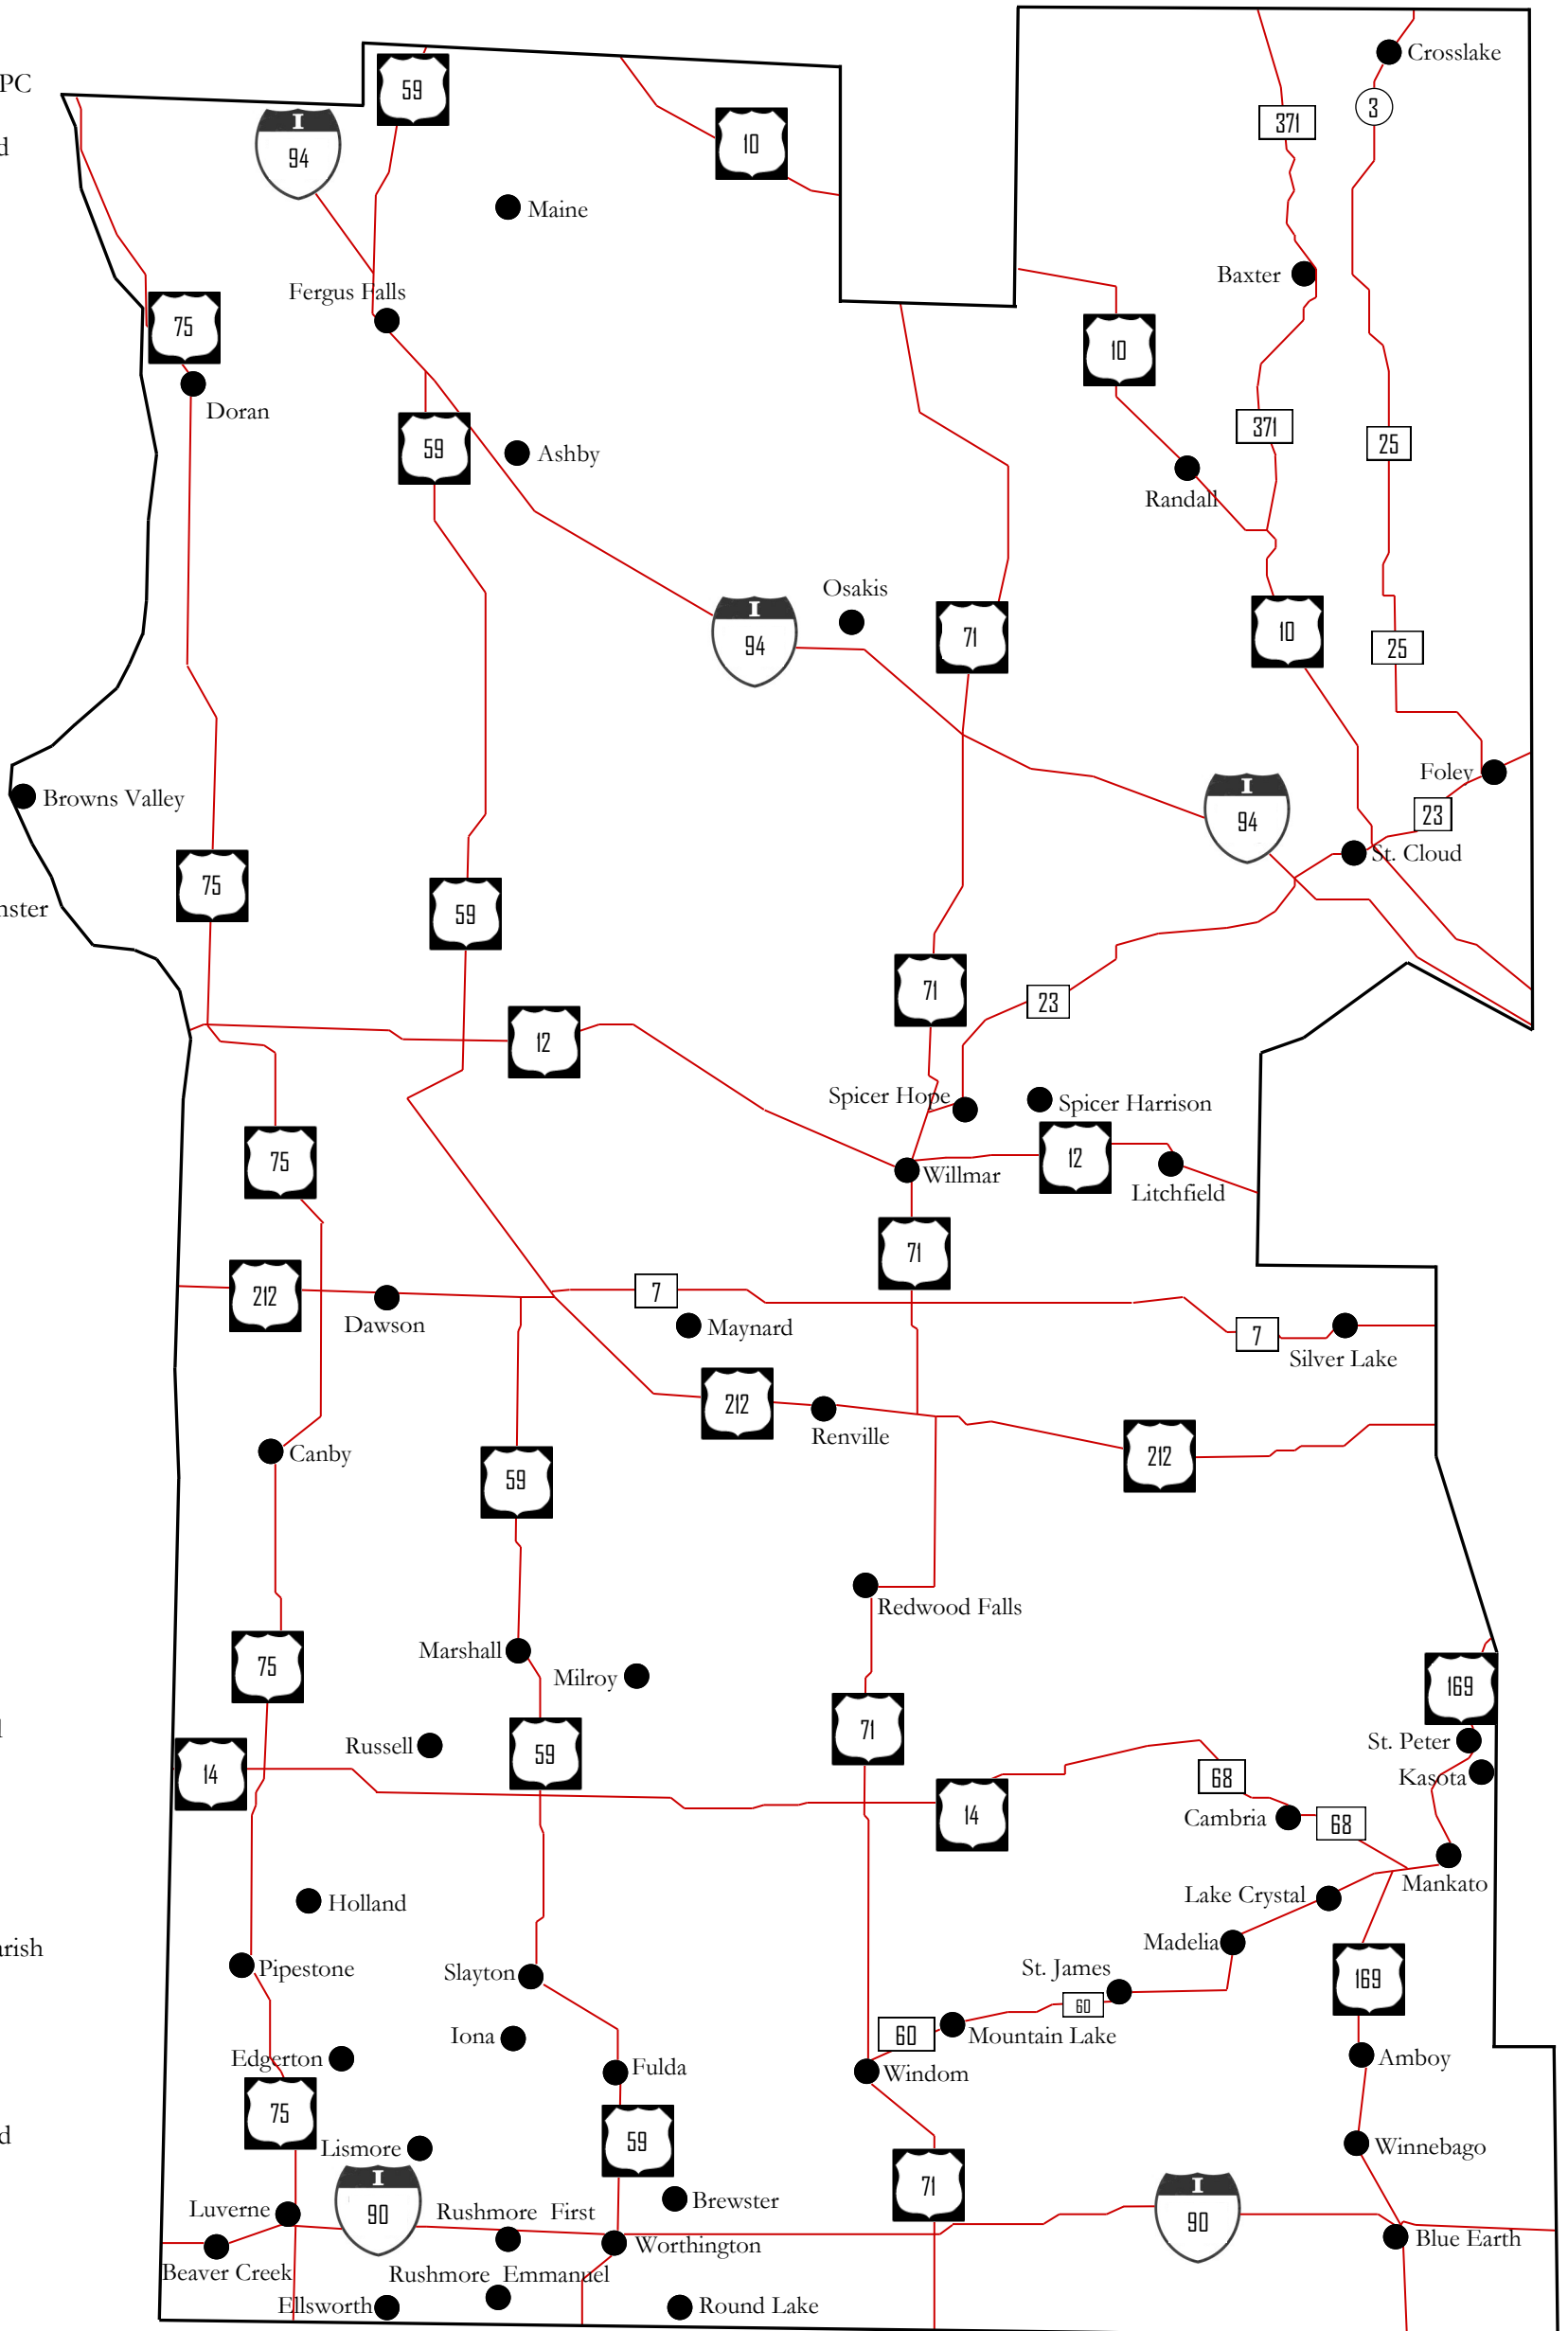 PC
Crosslake
59
3
371
I
94
10
d
Maine
Baxter
Fergus Falls
75
10
Doran
371
59
25
Ashby
Randall
Osakis
I
94
71
10
25
Foley
Browns Valley
I
94
23
St. Cloud
75
nster
59
71
23
12
Spicer Hope
Spicer Harrison
75
12
Willmar
Litchfield
71
212
7
Dawson
Maynard
7
Silver Lake
212
Renville
Canby
212
59
Redwood Falls
Marshall
Milroy
75
169
l
Russell
71
St. Peter
14
59
Kasota
68
14
Cambria
68
Mankato
Lake Crystal
Holland
Madelia
arish
Pipestone
Slayton
St. James
169
60
Iona
60
Mountain Lake
Edgerton
Fulda
Windom
Amboy
75
d
59
Lismore
Winnebago
I
90
71
I
90
Brewster
Luverne
Rushmore First
Worthington
Blue Earth
Beaver Creek
Rushmore Emmanuel
Ellsworth
Round Lake